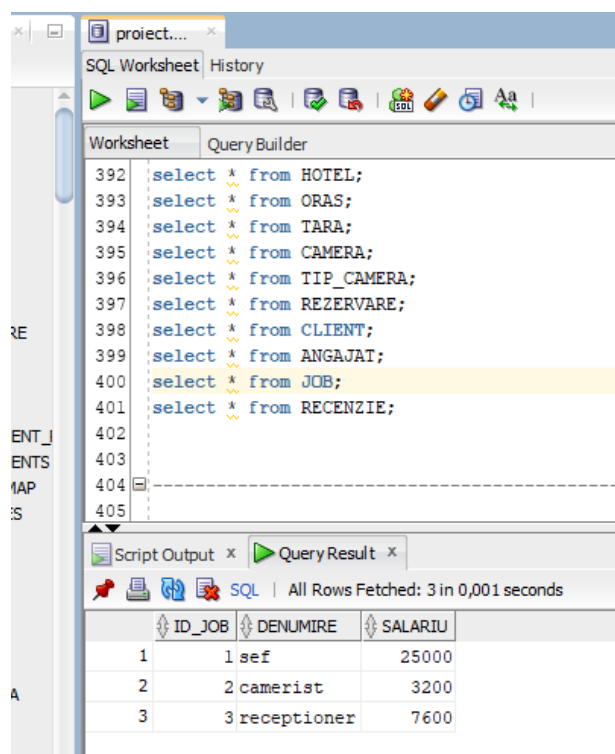 proiect....
SQL Worksheet History
Worksheet Query Builder
392 select * from HOTEL;
393 select * from ORAS;
394 select * from TARA;
395 select * from CAMERA;
396 select * from TIP_CAMERA;
397 select * from REZERVARE;
398 select * from CLIENT;
399 select * from ANGAJAT;
400 select * from JOB;
401 select * from RECENZIE;
402
403
404 ----------------------------------------
405
RE
ENT_
ENTS
MAP
ES
A
Script Output x Query Result x
SQL | All Rows Fetched: 3 in 0,001 seconds
ID_JOB DENUMIRE SALARIU
1 1 sef 25000
2 2 camerist 3200
3 3 receptioner 7600